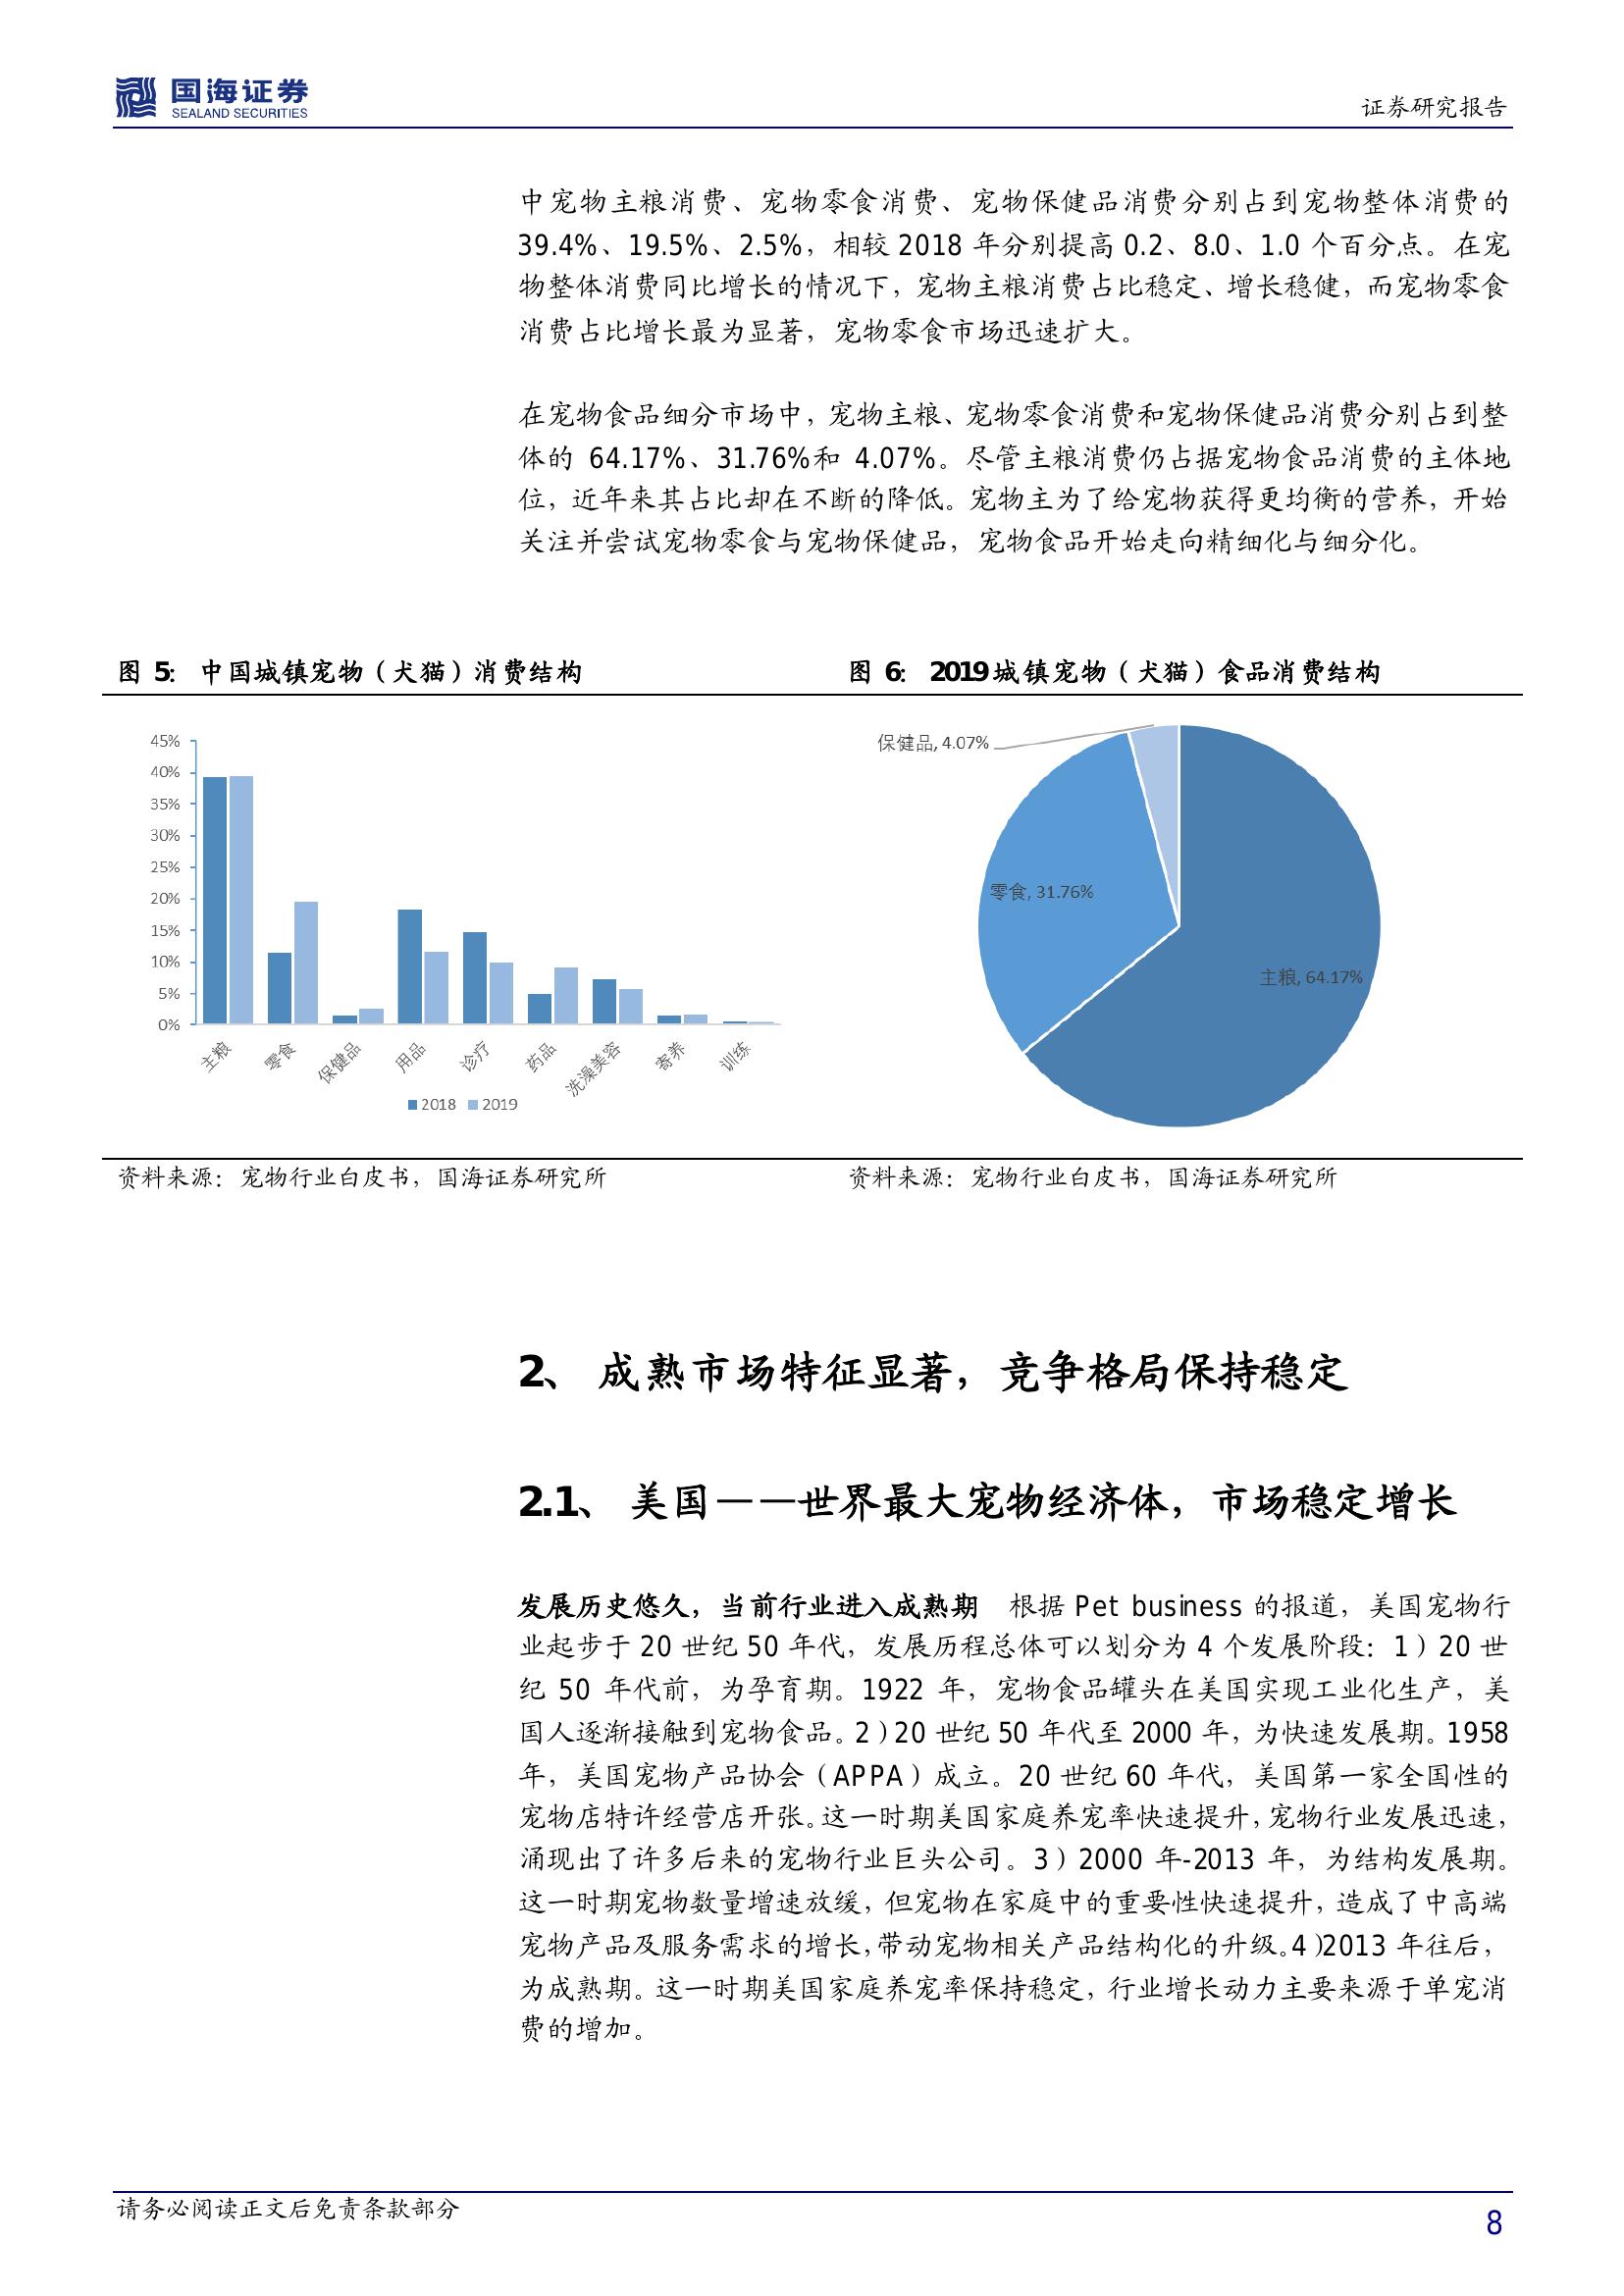 国海证券
SEALAND SECURITIES
证券研究报告
中宠物主粮消费、宠物零食消费、宠物保健品消费分别占到宠物整体消费的
39.4%、19.5%、2.5%，相较 2018 年分别提高 0.2、8.0、1.0 个百分点。在宠
物整体消费同比增长的情况下，宠物主粮消费占比稳定、增长稳健，而宠物零食
消费占比增长最为显著，宠物零食市场迅速扩大。
在宠物食品细分市场中，宠物主粮、宠物零食消费和宠物保健品消费分别占到整
体的 64.17%、31.76%和 4.07%。尽管主粮消费仍占据宠物食品消费的主体地
位，近年来其占比却在不断的降低。宠物主为了给宠物获得更均衡的营养，开始
关注并尝试宠物零食与宠物保健品，宠物食品开始走向精细化与细分化。
图 5： 中国城镇宠物（犬猫）消费结构
45%
40%
35%
30%
25%
20%
15%
10%
5%
0%
主粮
零食
保健品
用品
诊疗
药品
洗澡美容
寄养
训练
2018 2019
资料来源：宠物行业白皮书，国海证券研究所
图 6： 2019城镇宠物（犬猫）食品消费结构
保健品, 4.07%
零食, 31.76%
主粮, 64.17%
资料来源：宠物行业白皮书，国海证券研究所
2、 成熟市场特征显著，竞争格局保持稳定
2.1、 美国——世界最大宠物经济体，市场稳定增长
发展历史悠久，当前行业进入成熟期 根据 Pet business 的报道，美国宠物行
业起步于 20 世纪 50 年代，发展历程总体可以划分为 4 个发展阶段：1）20 世
纪 50 年代前，为孕育期。1922 年，宠物食品罐头在美国实现工业化生产，美
国人逐渐接触到宠物食品。2）20 世纪 50 年代至 2000 年，为快速发展期。1958
年，美国宠物产品协会（APPA）成立。20 世纪 60 年代，美国第一家全国性的
宠物店特许经营店开张。这一时期美国家庭养宠率快速提升，宠物行业发展迅速，
涌现出了许多后来的宠物行业巨头公司。3）2000 年-2013 年，为结构发展期。
这一时期宠物数量增速放缓，但宠物在家庭中的重要性快速提升，造成了中高端
宠物产品及服务需求的增长，带动宠物相关产品结构化的升级。4）2013 年往后，
为成熟期。这一时期美国家庭养宠率保持稳定，行业增长动力主要来源于单宠消
费的增加。
请务必阅读正文后免责条款部分
8